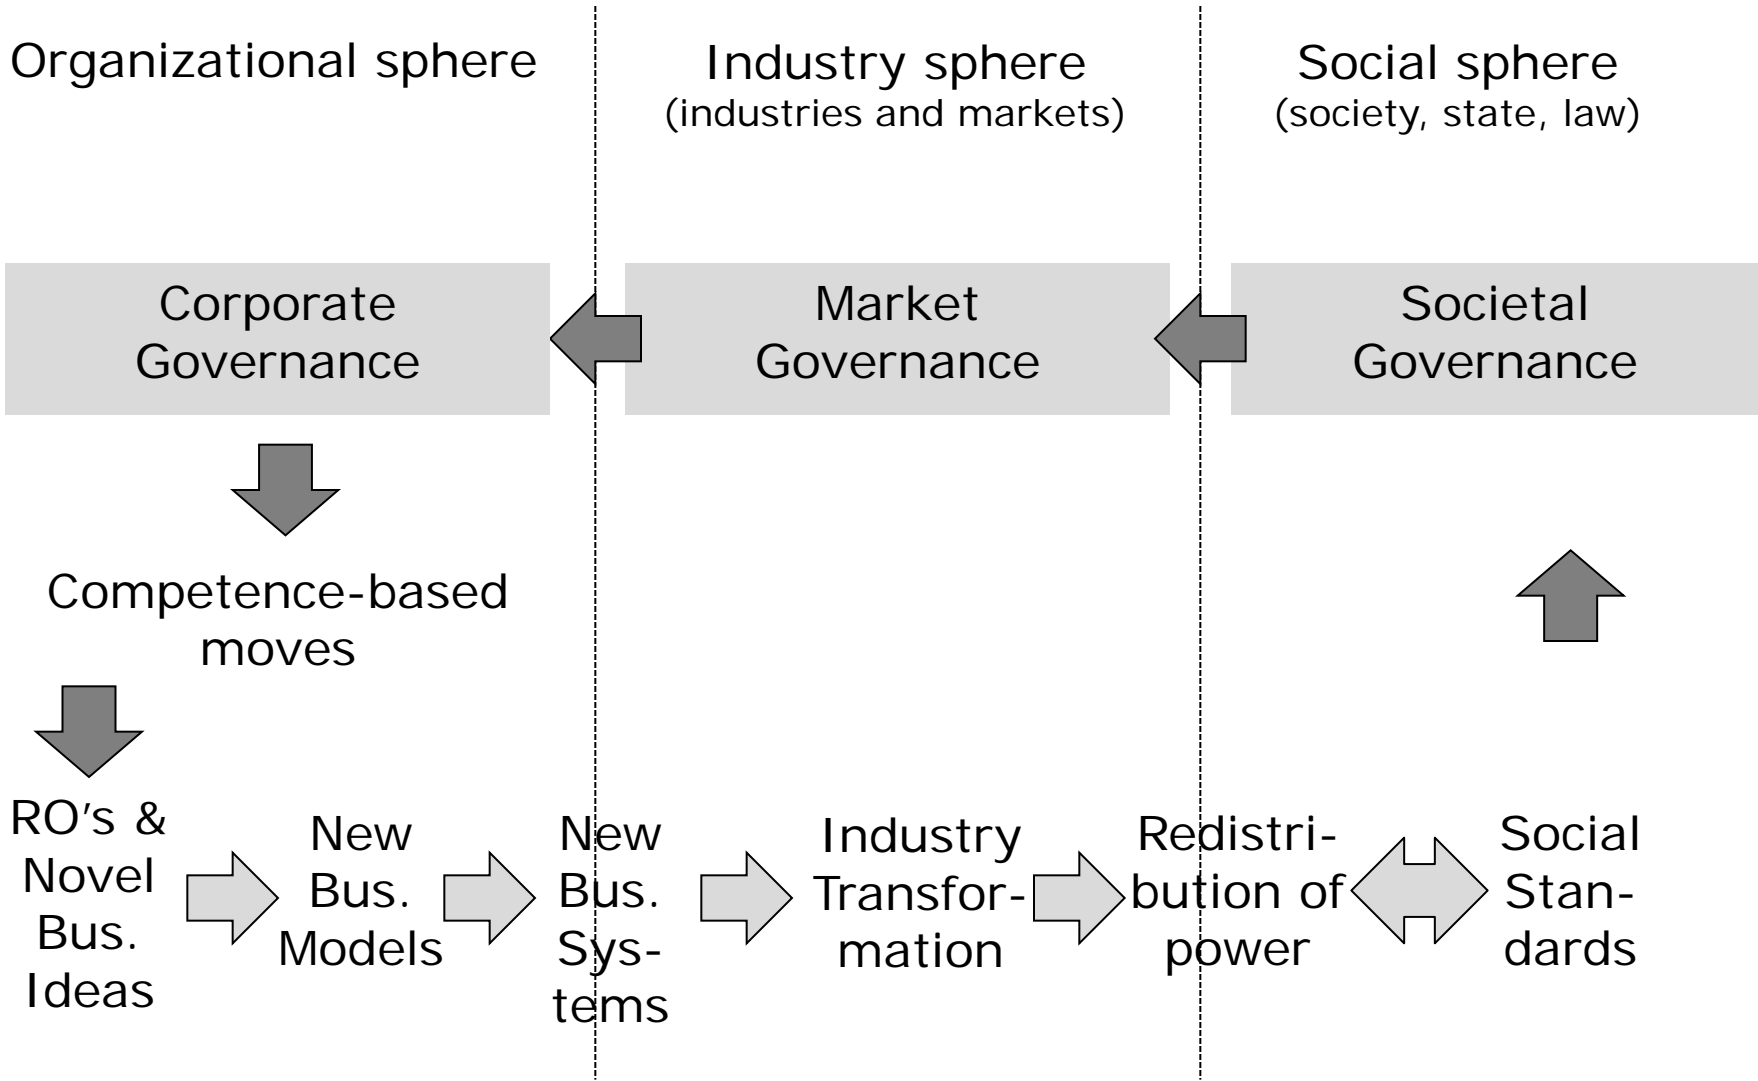 Organizational sphere
Industry sphere
(industries and markets)
Social sphere
(society, state, law)
Corporate
Governance
Market
Governance
Societal
Governance
Competence-based
moves
RO's &
Novel
Bus.
Ideas
New
Bus.
Models
New
Bus.
Sys-
tems
Industry
Transfor-
mation
Redistri-
bution of
power
Social
Stan-
dards